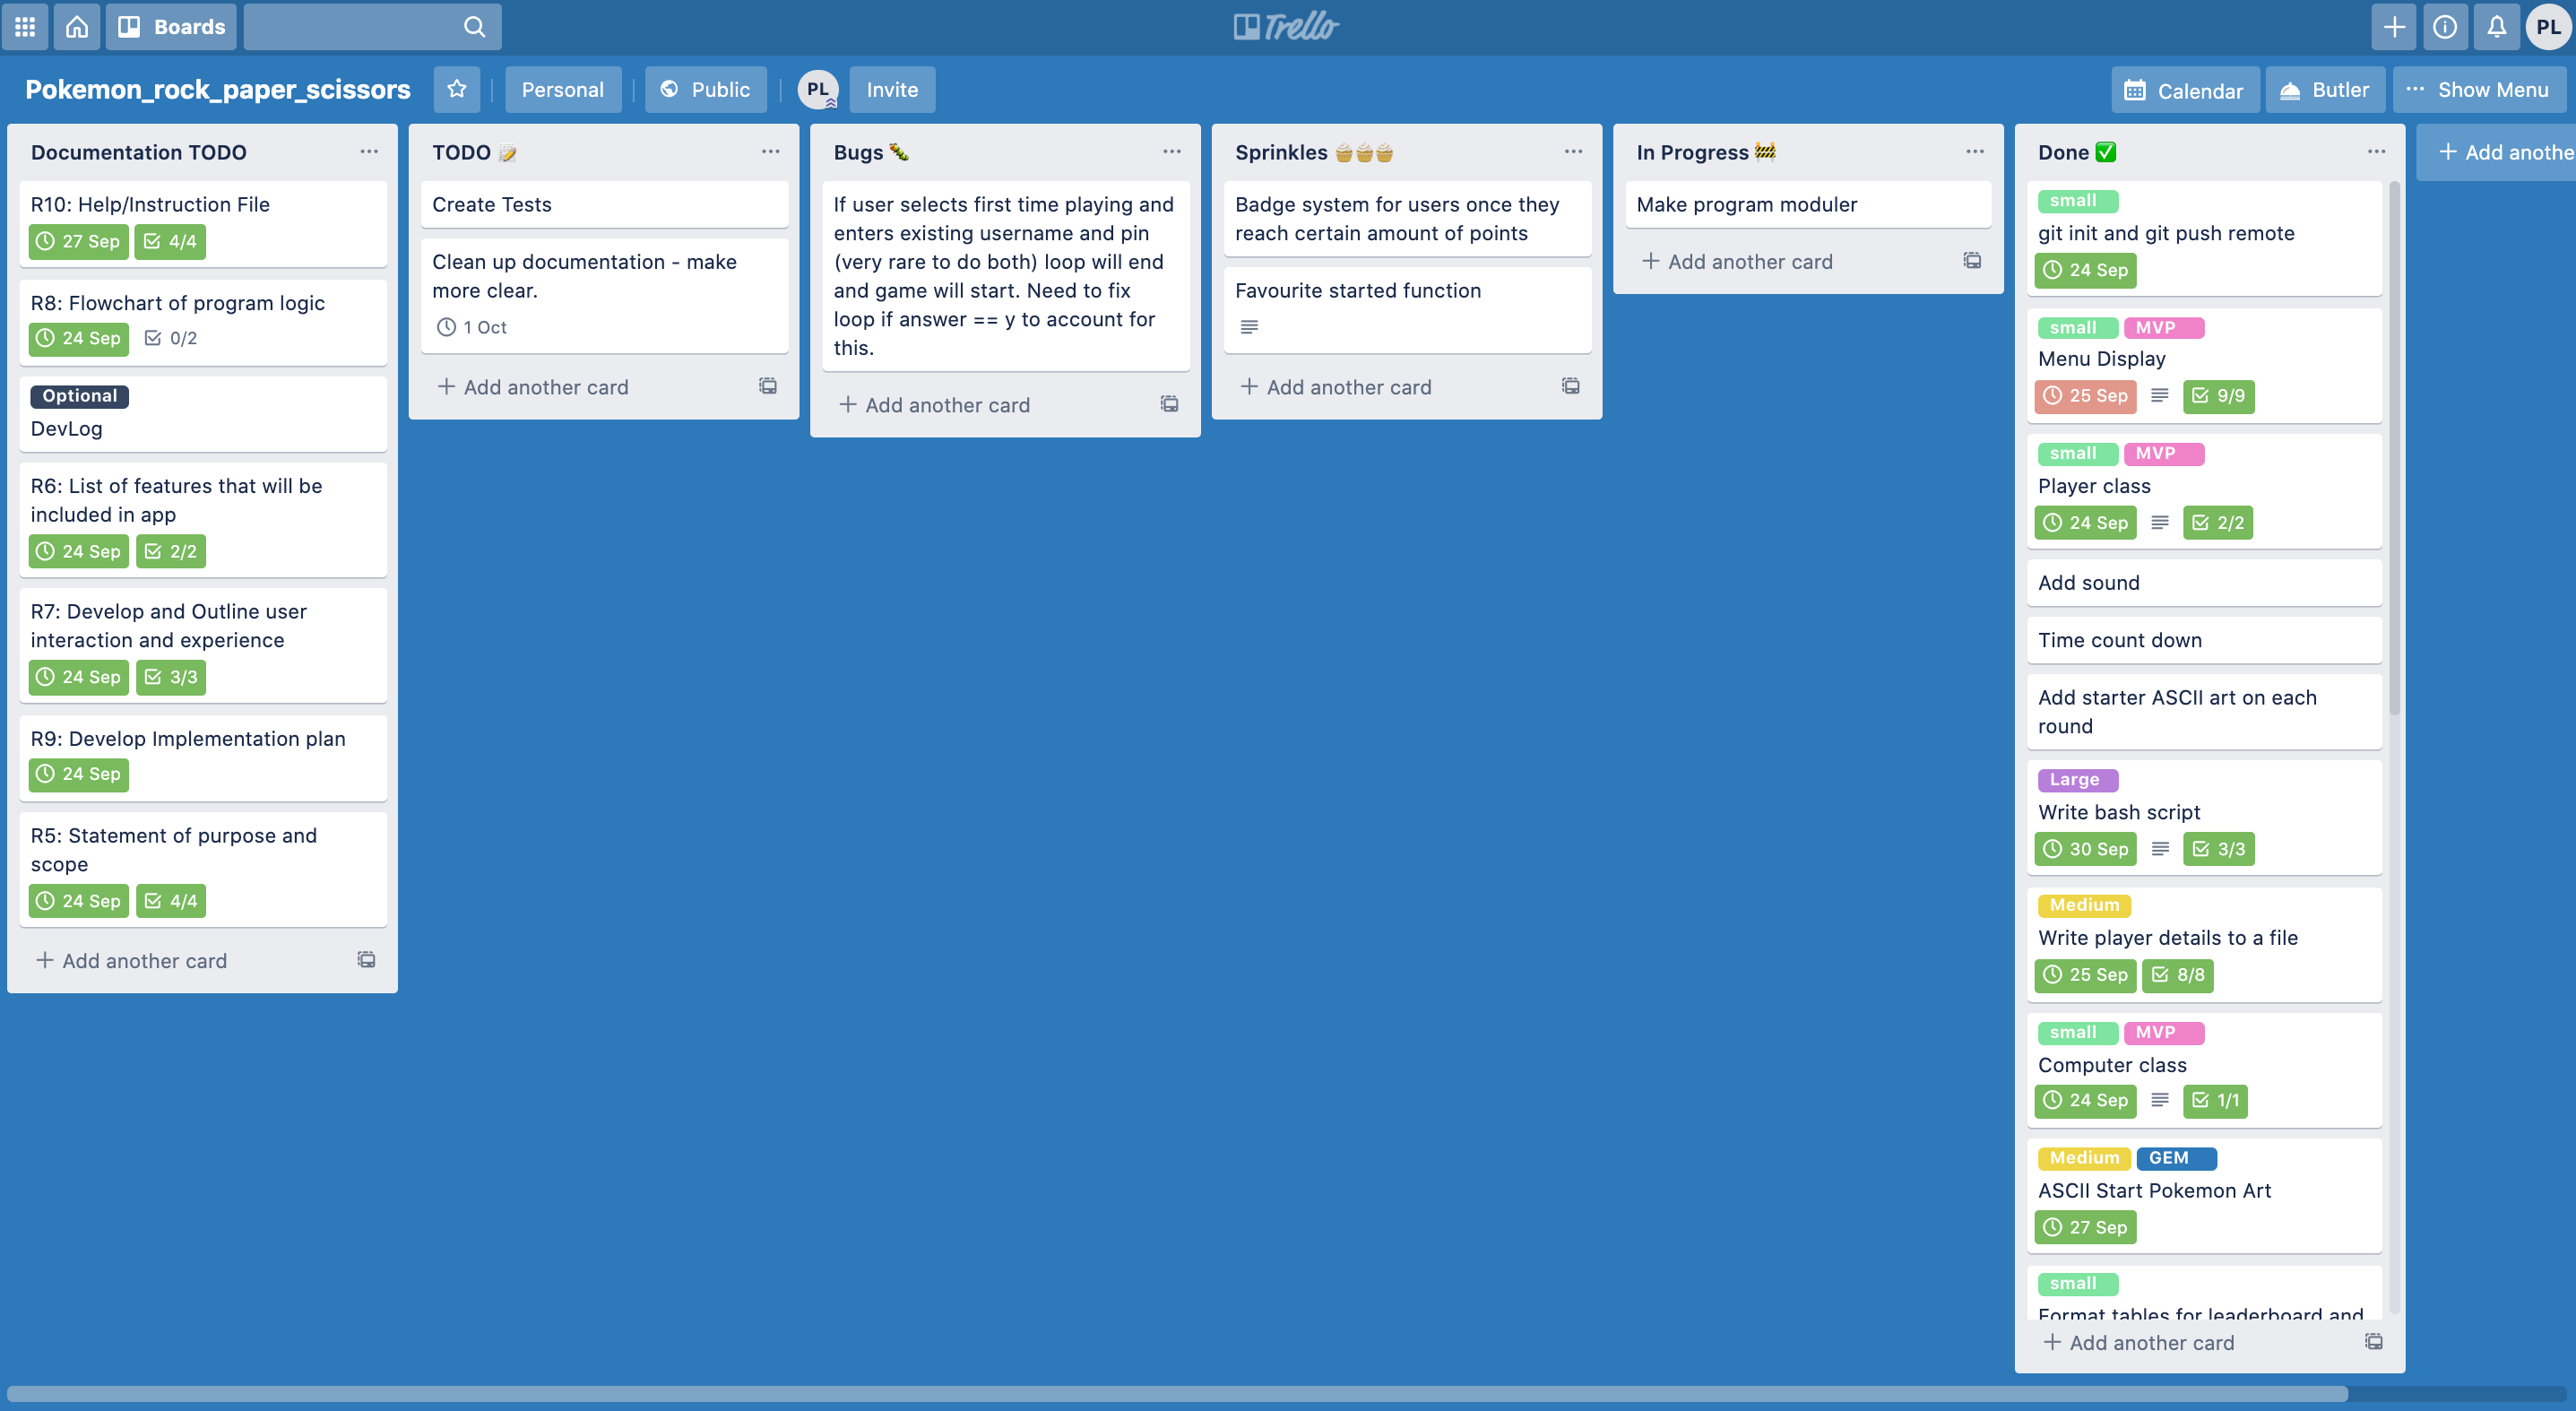 Boards
Trello
PL
Pokemon_rock_paper_scissors
Personal
Public
PL
Invite
Calendar
Butler
Show Menu
Documentation TODO
R10: Help/Instruction File
27 Sep
4/4
R8: Flowchart of program logic
24 Sep
0/2
Optional
DevLog
R6: List of features that will be
included in app
24 Sep
2/2
R7: Develop and Outline user
interaction and experience
24 Sep
3/3
R9: Develop Implementation plan
24 Sep
R5: Statement of purpose and
scope
24 Sep
4/4
Add another card
TODO
Create Tests
Clean up documentation - make
more clear.
1 Oct
Add another card
Bugs
If user selects first time playing and
enters existing username and pin
(very rare to do both) loop will end
and game will start. Need to fix
loop if answer == y to account for
this.
Add another card
Sprinkles
Badge system for users once they
reach certain amount of points
Favourite started function
Add another card
In Progress
Make program moduler
Add another card
Done
small
git init and git push remote
24 Sep
small MVP
Menu Display
25 Sep
9/9
small MVP
Player class
24 Sep
2/2
Add sound
Time count down
Add starter ASCII art on each
round
Large
Write bash script
30 Sep
3/3
Medium
Write player details to a file
25 Sep
8/8
small MVP
Computer class
24 Sep
1/1
Medium GEM
ASCII Start Pokemon Art
27 Sep
small
Format tables for leaderboard and
Add another card
Add anothe